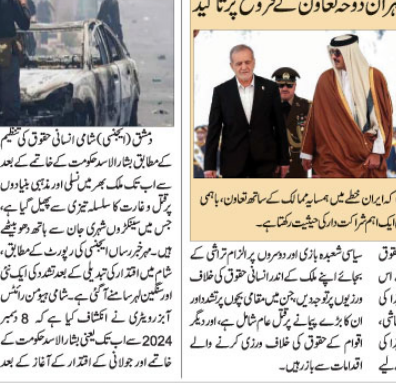 تہران دوحہ تعاون کے فروغ پر تاکید
کہ ایران خطے میں ہمسایہ ممالک کے ساتھ تعاون، باہمی
ایک اہم شراکت دار کی حیثیت رکھتا ہے۔
سیاسی شعبدہ بازی اور دوسروں پر الزام تراشی کے
بجائے اپنے ملک کے اندر انسانی حقوق کی خلاف
ورزیوں پر توجہ دیں، جن میں مقامی بچوں پر تشدد اور
ان کا بڑے پیمانے پر قتل عام شامل ہے، اور دیگر
اقوام کے حقوق کی خلاف ورزی کرنے والے
اقدامات سے باز رہیں۔
دمشق (ایجنسی) شامی انسانی حقوق کی تنظیم
کے مطابق بشار الاسد حکومت کے خاتمے کے بعد
سے اب تک ملک بھر میں نسلی اور مذہبی بنیادوں
پر قتل و غارت کا سلسلہ تیزی سے پھیل گیا ہے،
جس میں سینکڑوں شہری جان سے ہاتھ دھو بیٹھے
ہیں۔ مہر خبر رساں ایجنسی کی رپورٹ کے مطابق،
شام میں اقتدار کی تبدیلی کے بعد تشدد کی ایک نئی
اور سنگین لہر سامنے آ گئی ہے۔ شامی ہیومن رائٹس
آبزرویٹری نے انکشاف کیا ہے کہ 8 دسمبر
2024 سے اب تک یعنی بشار الاسد حکومت کے
خاتمے اور جولانی کے اقتدار کے آغاز کے بعد